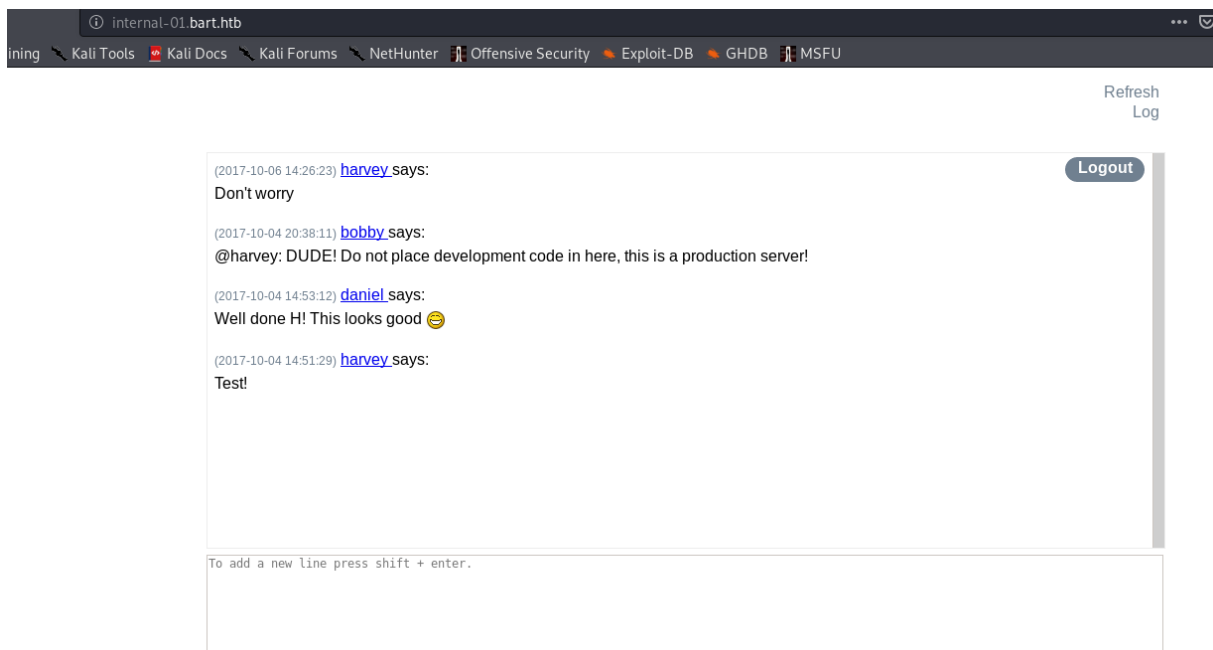 internal-01.bart.htb
ining Kali Tools Kali Docs Kali Forums NetHunter Offensive Security Exploit-DB GHDB MSFU
Refresh
Log
Logout
(2017-10-06 14:26:23) harvey says:
Don't worry
(2017-10-04 20:38:11) bobby says:
@harvey: DUDE! Do not place development code in here, this is a production server!
(2017-10-04 14:53:12) daniel says:
Well done H! This looks good
(2017-10-04 14:51:29) harvey says:
Test!
To add a new line press shift + enter.